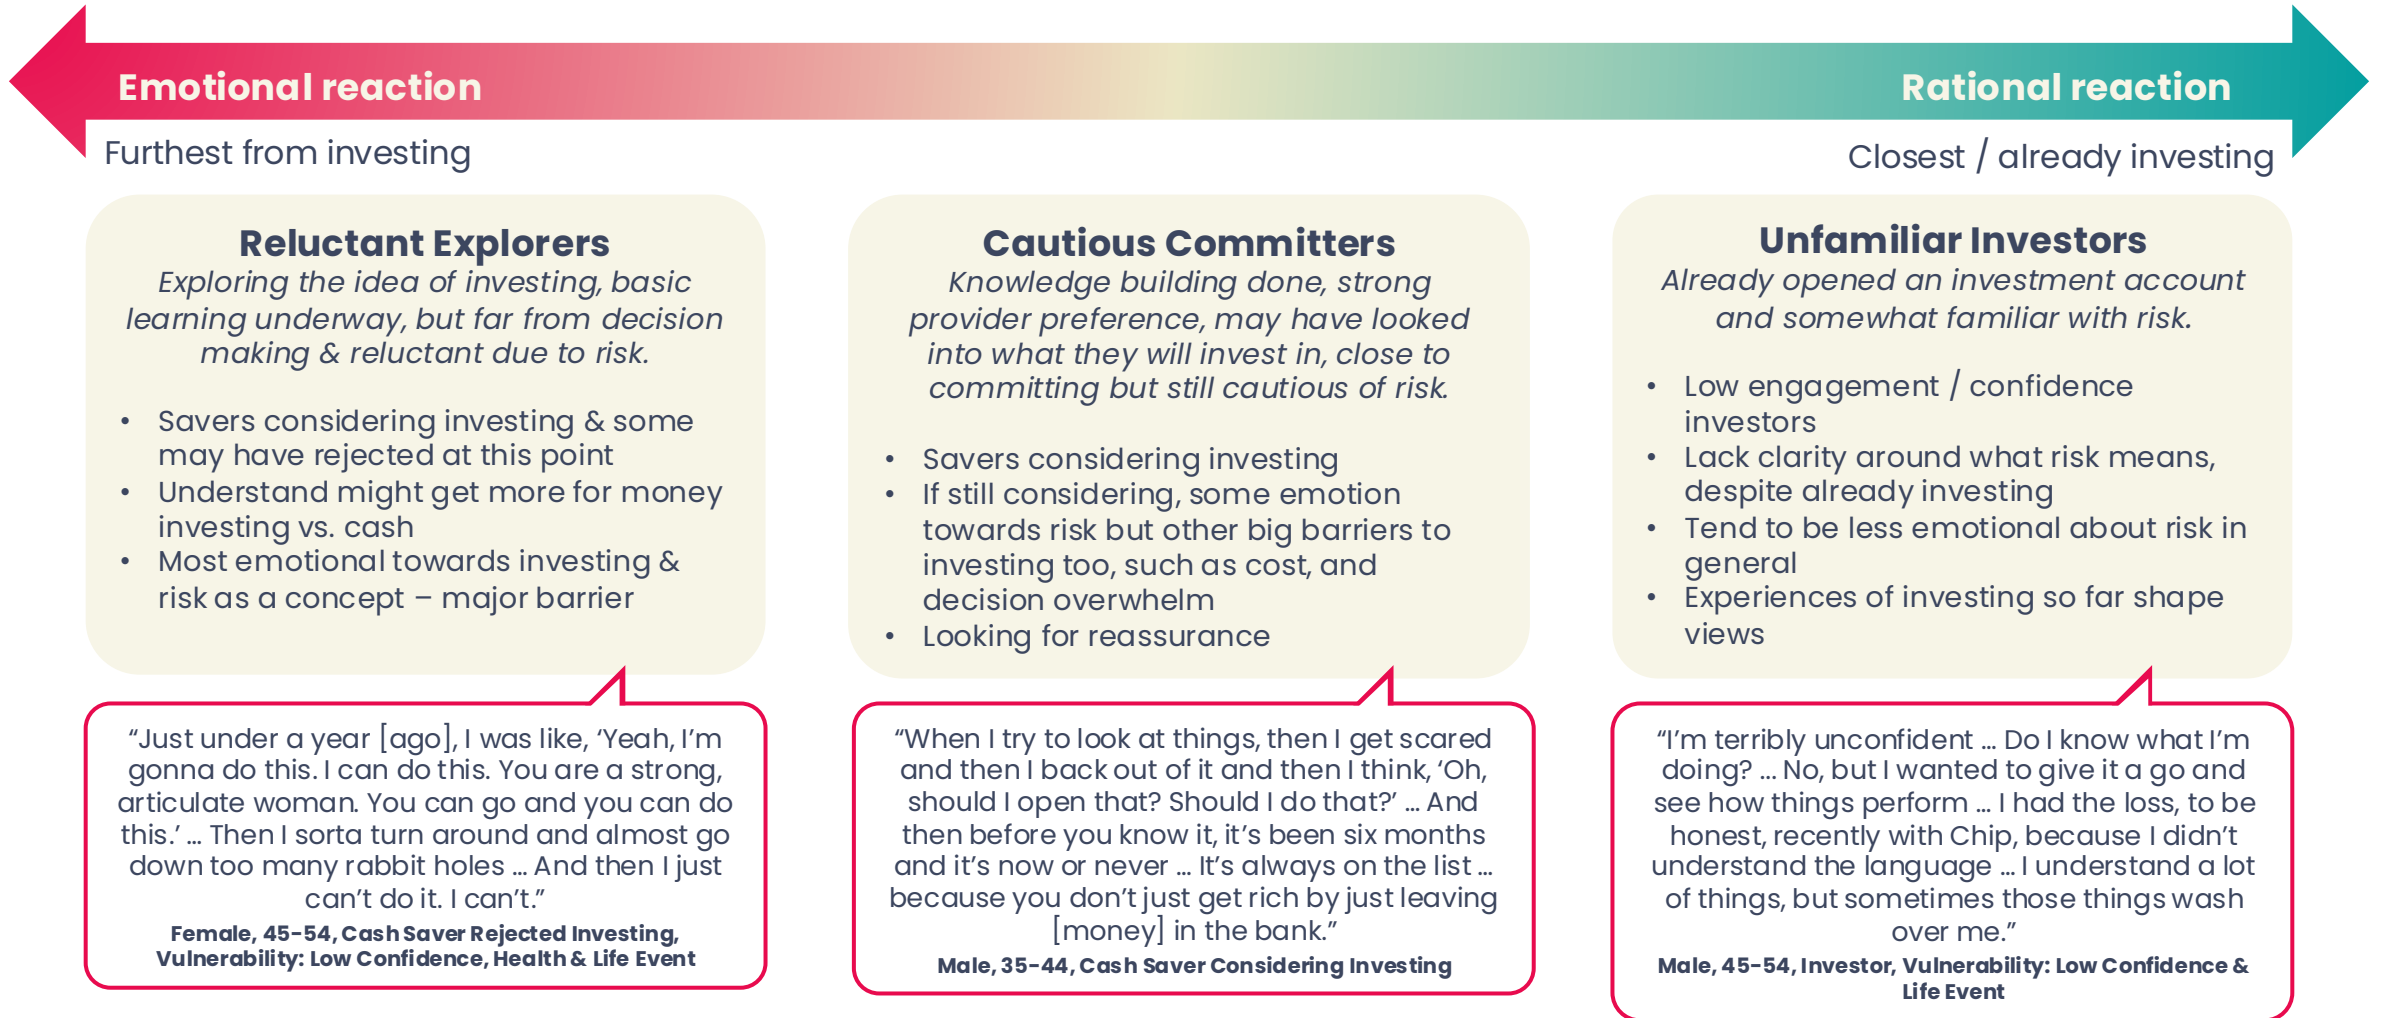 Emotional reaction
Rational reaction
Furthest from investing
Closest / already investing
Reluctant Explorers
Exploring the idea of investing, basic
learning underway, but far from decision
making & reluctant due to risk.
• Savers considering investing & some
may have rejected at this point
• Understand might get more for money
investing vs. cash
• Most emotional towards investing &
risk as a concept – major barrier
“Just under a year [ago], I was like, ‘Yeah, I’m
gonna do this. I can do this. You are a strong,
articulate woman. You can go and you can do
this.’ ... Then I sorta turn around and almost go
down too many rabbit holes ... And then I just
can’t do it. I can’t.”
Female, 45-54, Cash Saver Rejected Investing,
Vulnerability: Low Confidence, Health & Life Event
Cautious Committers
Knowledge building done, strong
provider preference, may have looked
into what they will invest in, close to
committing but still cautious of risk.
• Savers considering investing
• If still considering, some emotion
towards risk but other big barriers to
investing too, such as cost, and
decision overwhelm
• Looking for reassurance
“When I try to look at things, then I get scared
and then I back out of it and then I think, ‘Oh,
should I open that? Should I do that?’ ... And
then before you know it, it’s been six months
and it’s now or never ... It’s always on the list ...
because you don’t just get rich by just leaving
[money] in the bank.”
Male, 35-44, Cash Saver Considering Investing
Unfamiliar Investors
Already opened an investment account
and somewhat familiar with risk.
• Low engagement / confidence
investors
• Lack clarity around what risk means,
despite already investing
• Tend to be less emotional about risk in
general
• Experiences of investing so far shape
views
“I’m terribly unconfident ... Do I know what I’m
doing? ... No, but I wanted to give it a go and
see how things perform ... I had the loss, to be
honest, recently with Chip, because I didn’t
understand the language ... I understand a lot
of things, but sometimes those things wash
over me.”
Male, 45-54, Investor, Vulnerability: Low Confidence &
Life Event